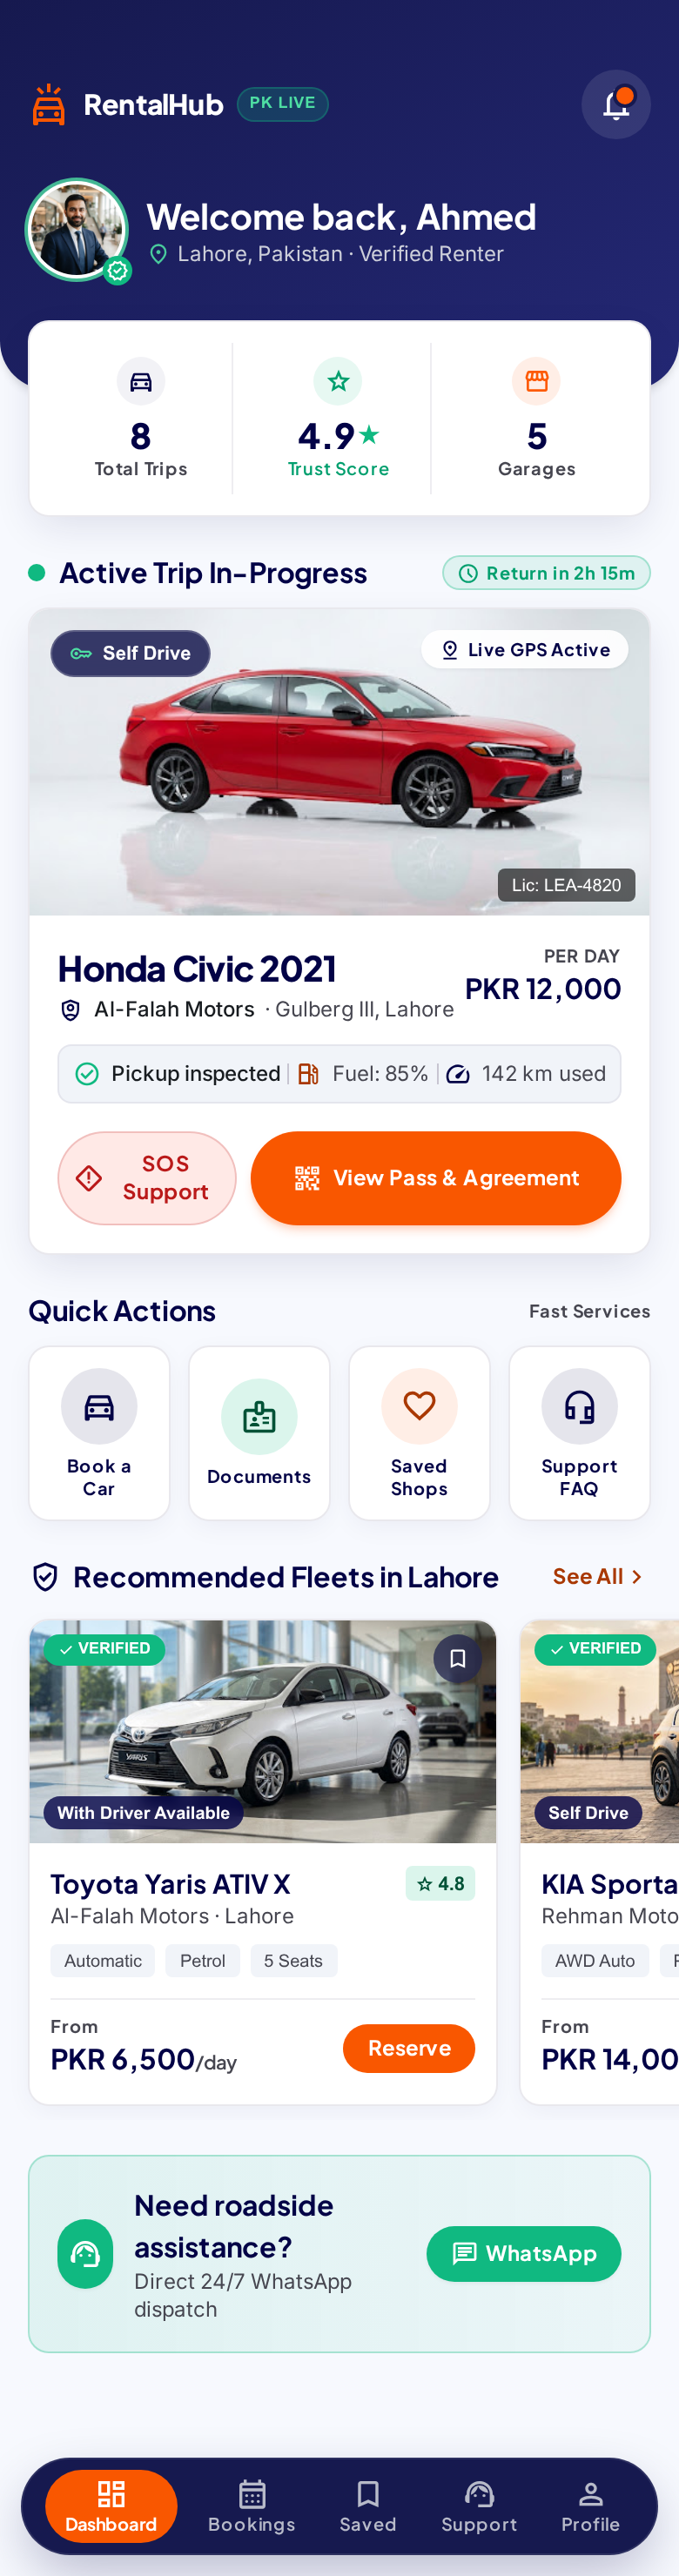 RentalHub PK LIVE
Welcome back, Ahmed
Lahore, Pakistan · Verified Renter
8
Total Trips
4.9★
Trust Score
5
Garages
Active Trip In-Progress
Return in 2h 15m
Self Drive
Live GPS Active
Lic: LEA-4820
Honda Civic 2021
Al-Falah Motors · Gulberg III, Lahore
PER DAY
PKR 12,000
Pickup inspected
Fuel: 85%
142 km used
SOS
Support
View Pass & Agreement
Quick Actions
Fast Services
Book a
Car
Documents
Saved
Shops
Support
FAQ
Recommended Fleets in Lahore
See All
VERIFIED
YARIS
With Driver Available
Toyota Yaris ATIV X
4.8
Al-Falah Motors · Lahore
Automatic
Petrol
5 Seats
From
PKR 6,500/day
Reserve
VERIFIED
Self Drive
KIA Sporta
Rehman Moto
AWD Auto
From
PKR 14,00
Need roadside
assistance?
Direct 24/7 WhatsApp
dispatch
WhatsApp
Dashboard
Bookings
Saved
Support
Profile